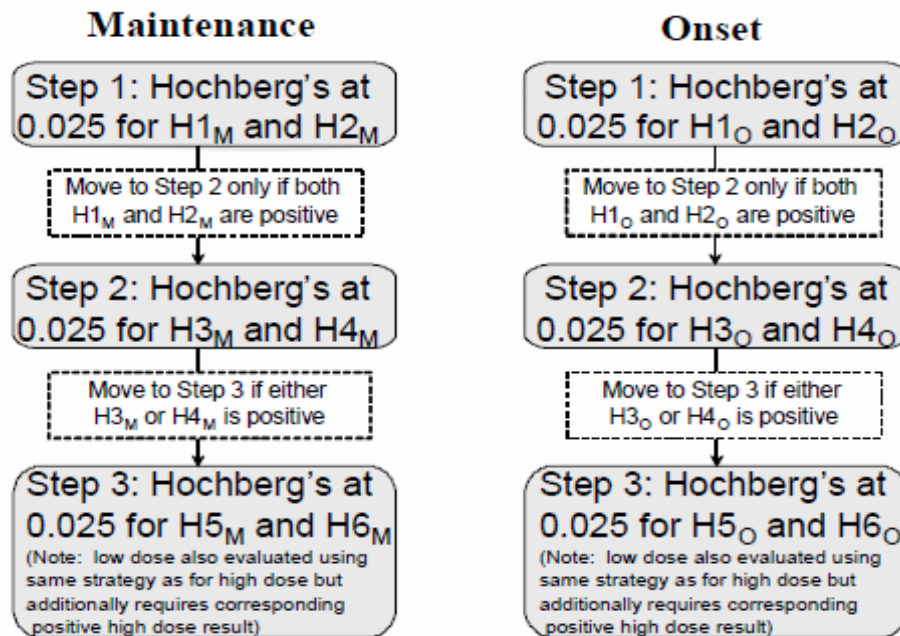 Maintenance
Step 1: Hochberg's at
0.025 for H1M and H2M
Move to Step 2 only if both
H1M and H2M are positive
Step 2: Hochberg's at
0.025 for H3M and H4M
Move to Step 3 if either
H3M or H4M is positive
Step 3: Hochberg's at
0.025 for H5M and H6M
(Note: low dose also evaluated using
same strategy as for high dose but
additionally requires corresponding
positive high dose result)
Onset
Step 1: Hochberg's at
0.025 for H1O and H2O
Move to Step 2 only if both
H1O and H2O are positive
Step 2: Hochberg's at
0.025 for H3O and H4O
Move to Step 3 if either
H3O or H4O is positive
Step 3: Hochberg's at
0.025 for H5O and H6O
(Note: low dose also evaluated using
same strategy as for high dose but
additionally requires corresponding
positive high dose result)